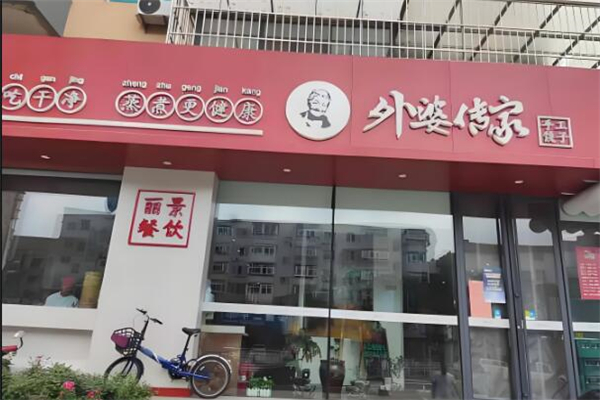 chi gan jing
吃干净
zheng zhu geng jian kang
蒸煮更健康
外婆传家
手工
饺子
丽景
餐饮